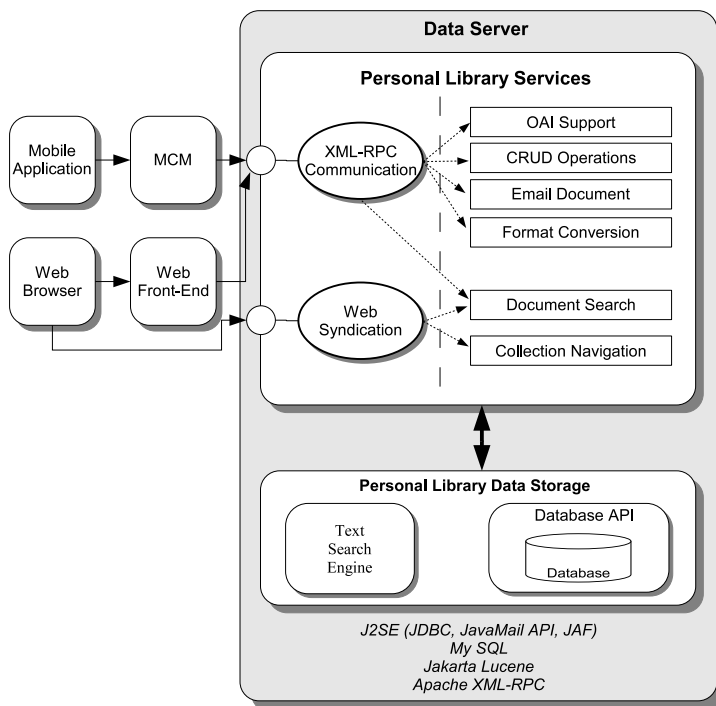 Data Server
Personal Library Services
Mobile
Application
MCM
XML-RPC
Communication
OAI Support
CRUD Operations
Email Document
Format Conversion
Web
Browser
Web
Front-End
Web
Syndication
Document Search
Collection Navigation
Personal Library Data Storage
Text
Search
Engine
Database API
Database
J2SE (JDBC, JavaMail API, JAF)
My SQL
Jakarta Lucene
Apache XML-RPC